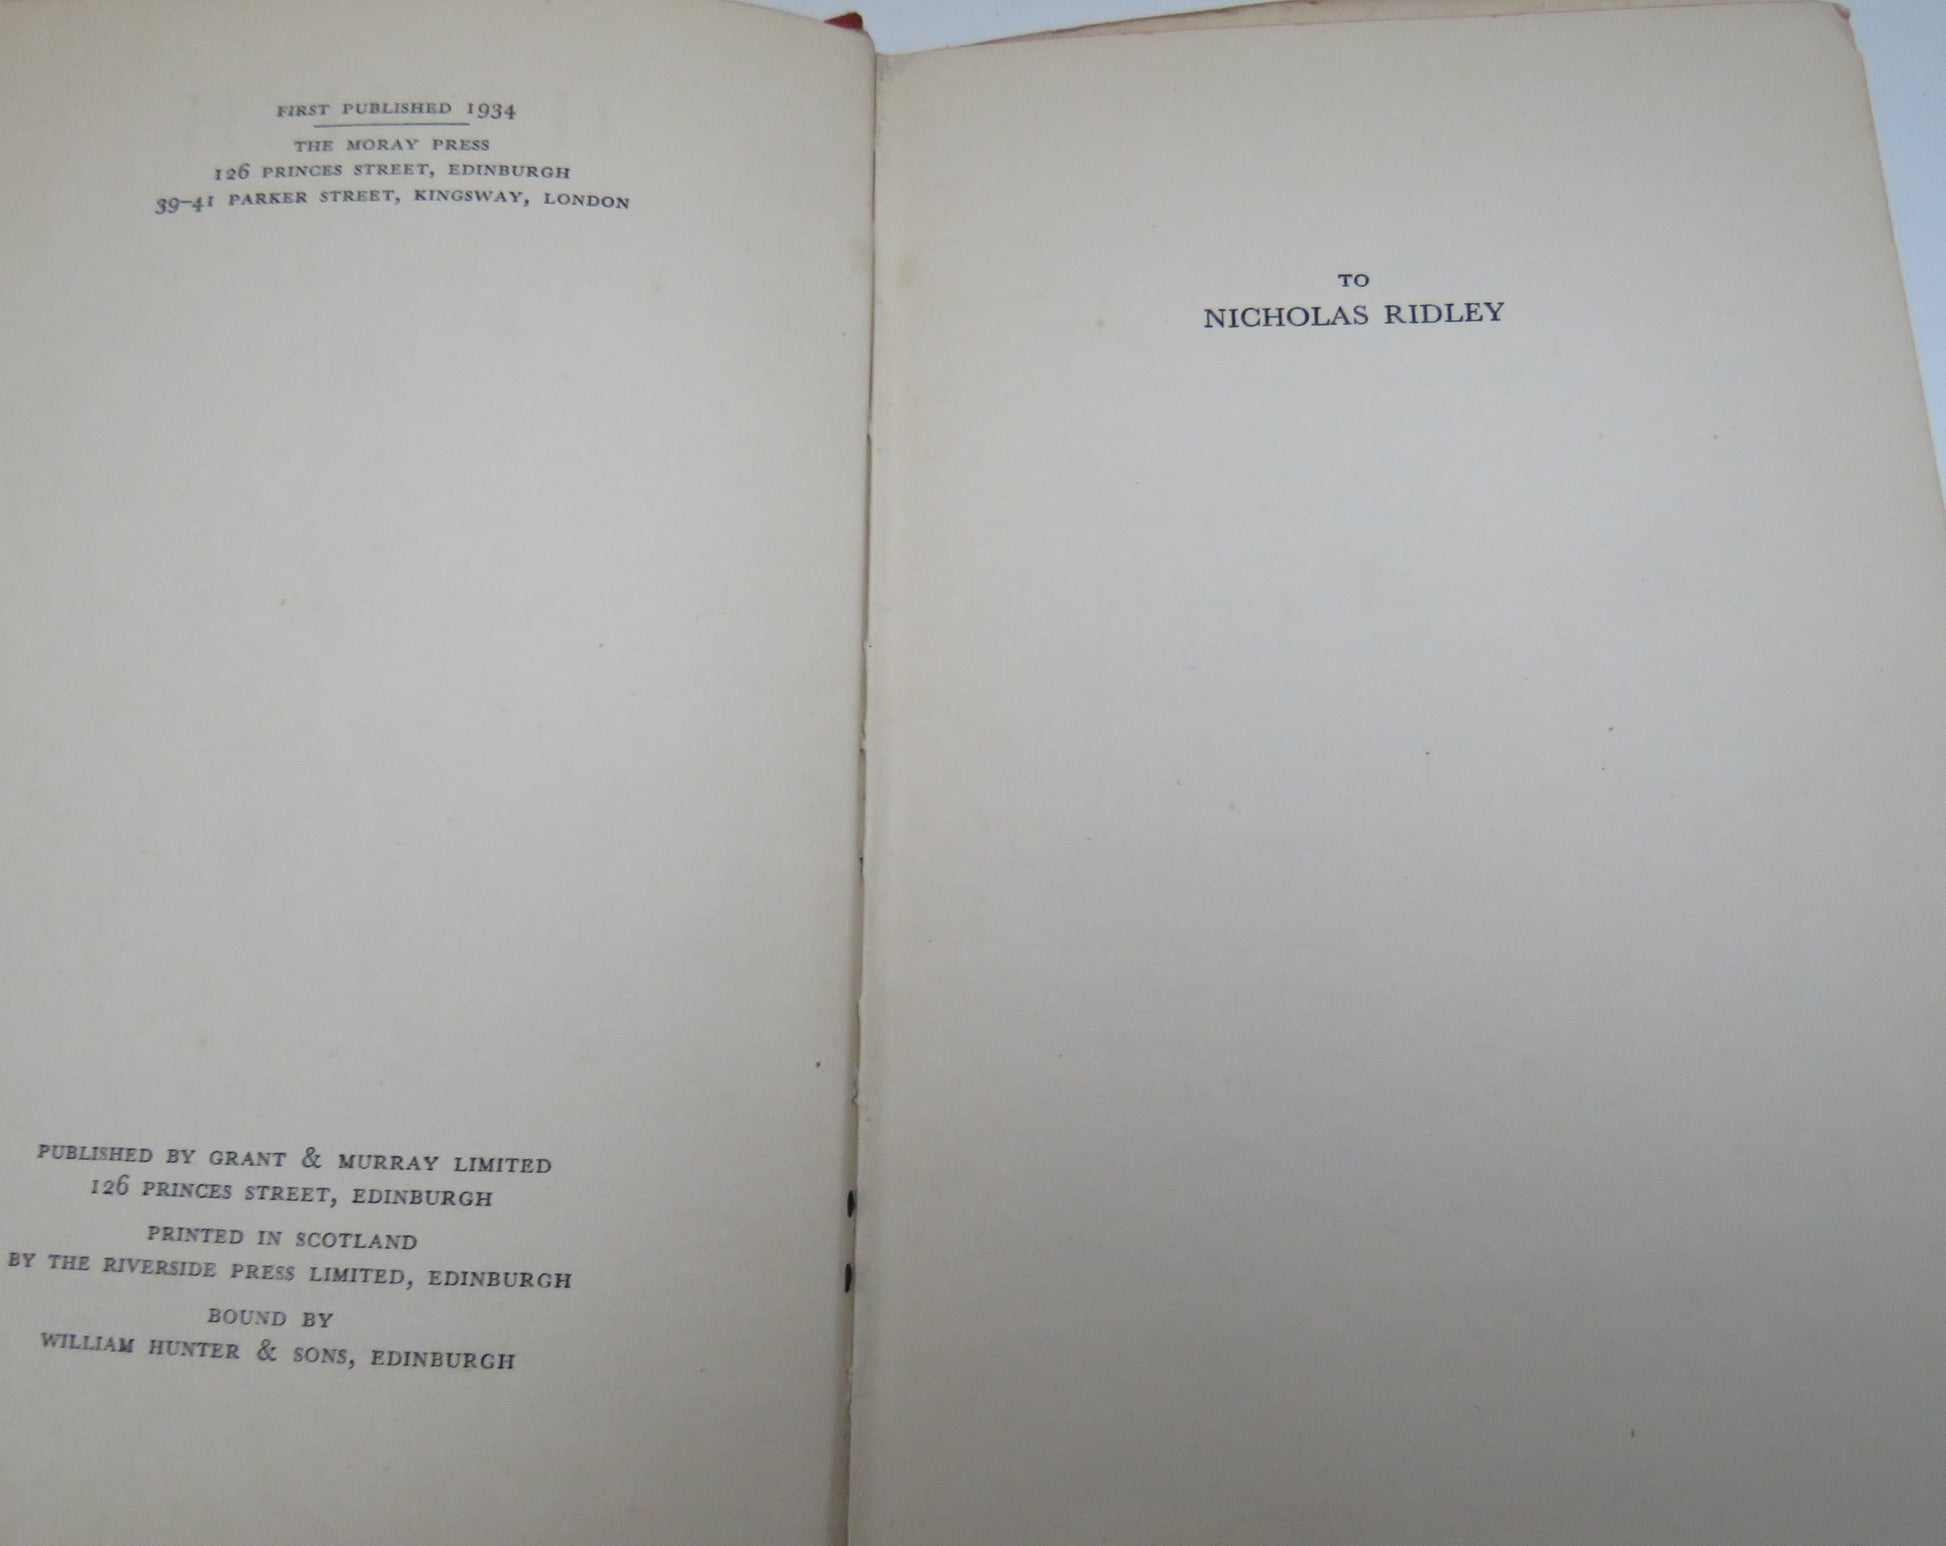 FIRST PUBLISHED 1934
THE MORAY PRESS
126 PRINCES STREET, EDINBURGH
39–41 PARKER STREET, KINGSWAY, LONDON
PUBLISHED BY GRANT & MURRAY LIMITED
126 PRINCES STREET, EDINBURGH
PRINTED IN SCOTLAND
BY THE RIVERSIDE PRESS LIMITED, EDINBURGH
BOUND BY
WILLIAM HUNTER & SONS, EDINBURGH
TO
NICHOLAS RIDLEY